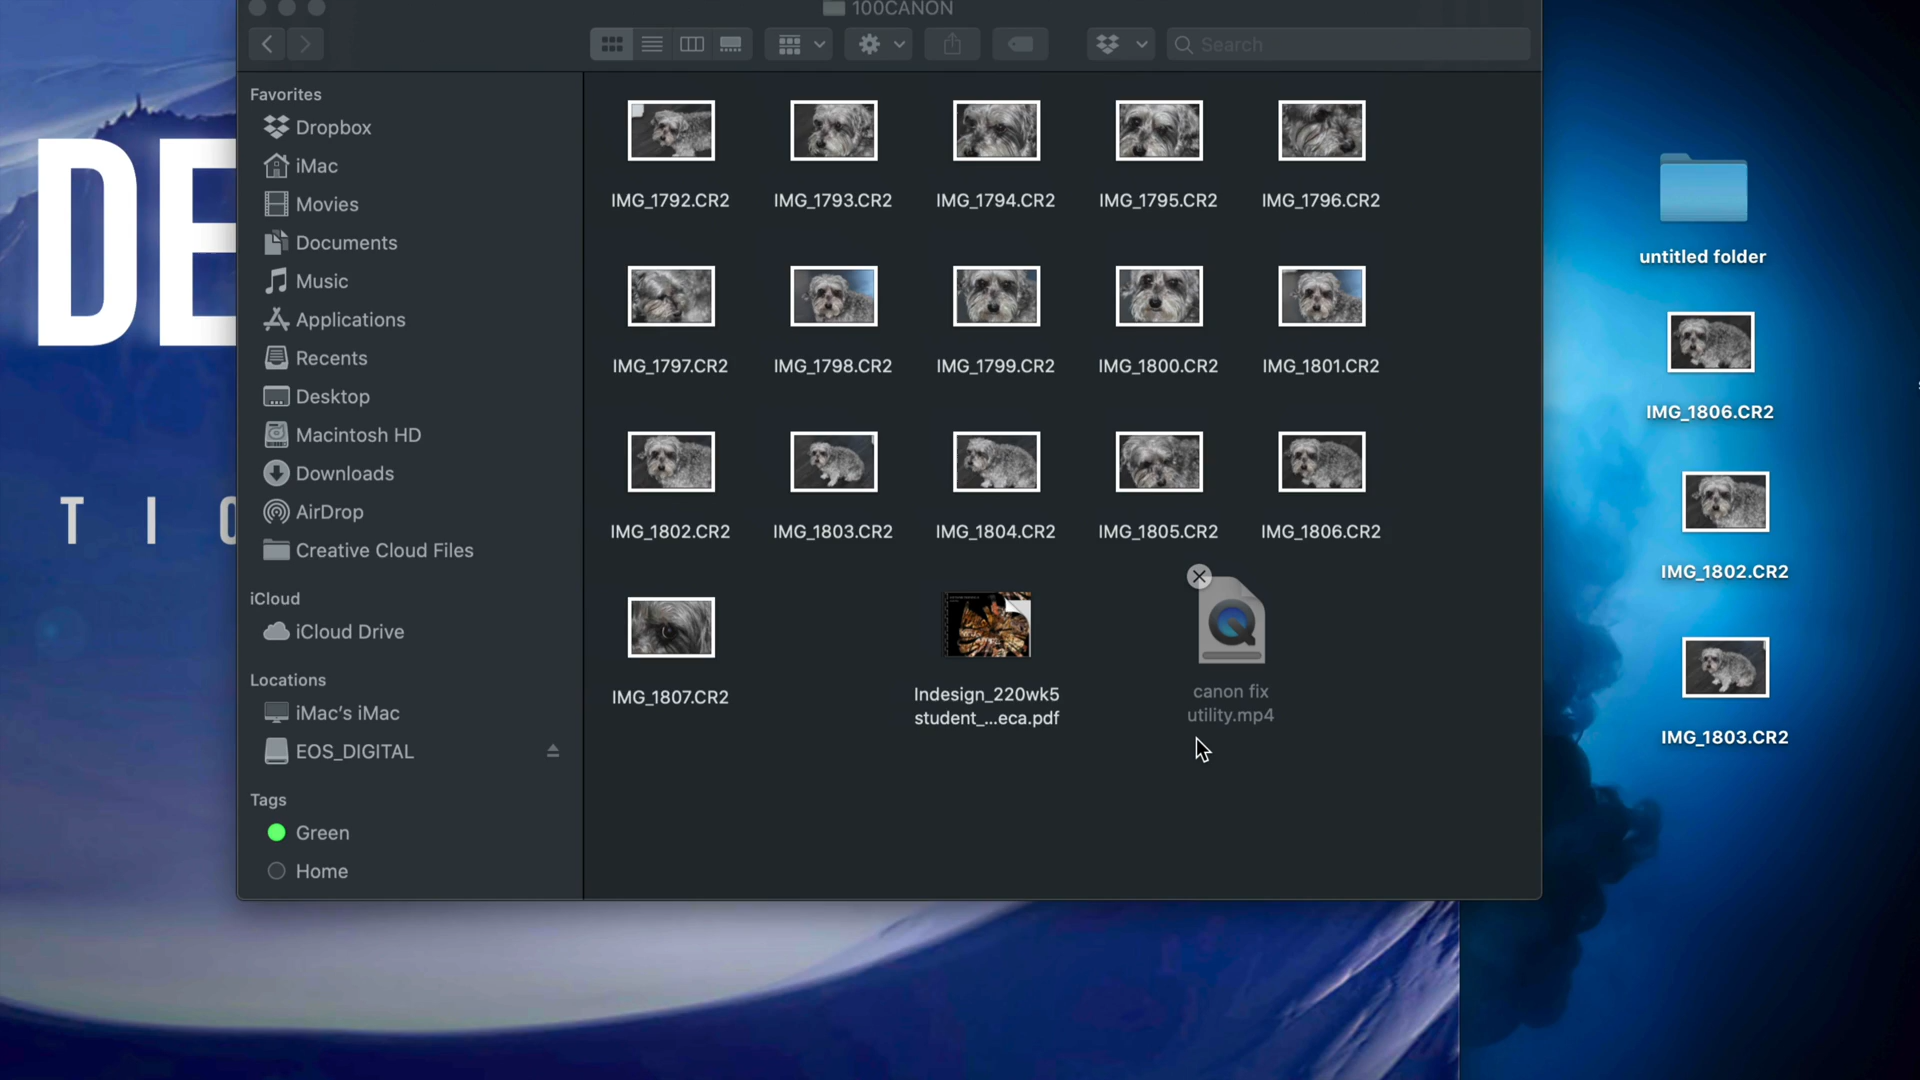 100CANON
Search
Favorites
Dropbox
iMac
Movies
Documents
Music
Applications
Recents
Desktop
Macintosh HD
Downloads
AirDrop
Creative Cloud Files
iCloud
iCloud Drive
Locations
iMac's iMac
EOS_DIGITAL
Tags
Green
Home
IMG_1792.CR2 IMG_1793.CR2 IMG_1794.CR2 IMG_1795.CR2 IMG_1796.CR2
IMG_1797.CR2 IMG_1798.CR2 IMG_1799.CR2 IMG_1800.CR2 IMG_1801.CR2
IMG_1802.CR2 IMG_1803.CR2 IMG_1804.CR2 IMG_1805.CR2 IMG_1806.CR2
IMG_1807.CR2
Indesign_220wk5
student_...eca.pdf
canon fix
utility.mp4
untitled folder
IMG_1806.CR2
IMG_1802.CR2
IMG_1803.CR2
DE
T I